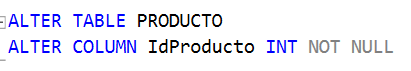 ALTER TABLE PRODUCTO
ALTER COLUMN IdProducto INT NOT NULL